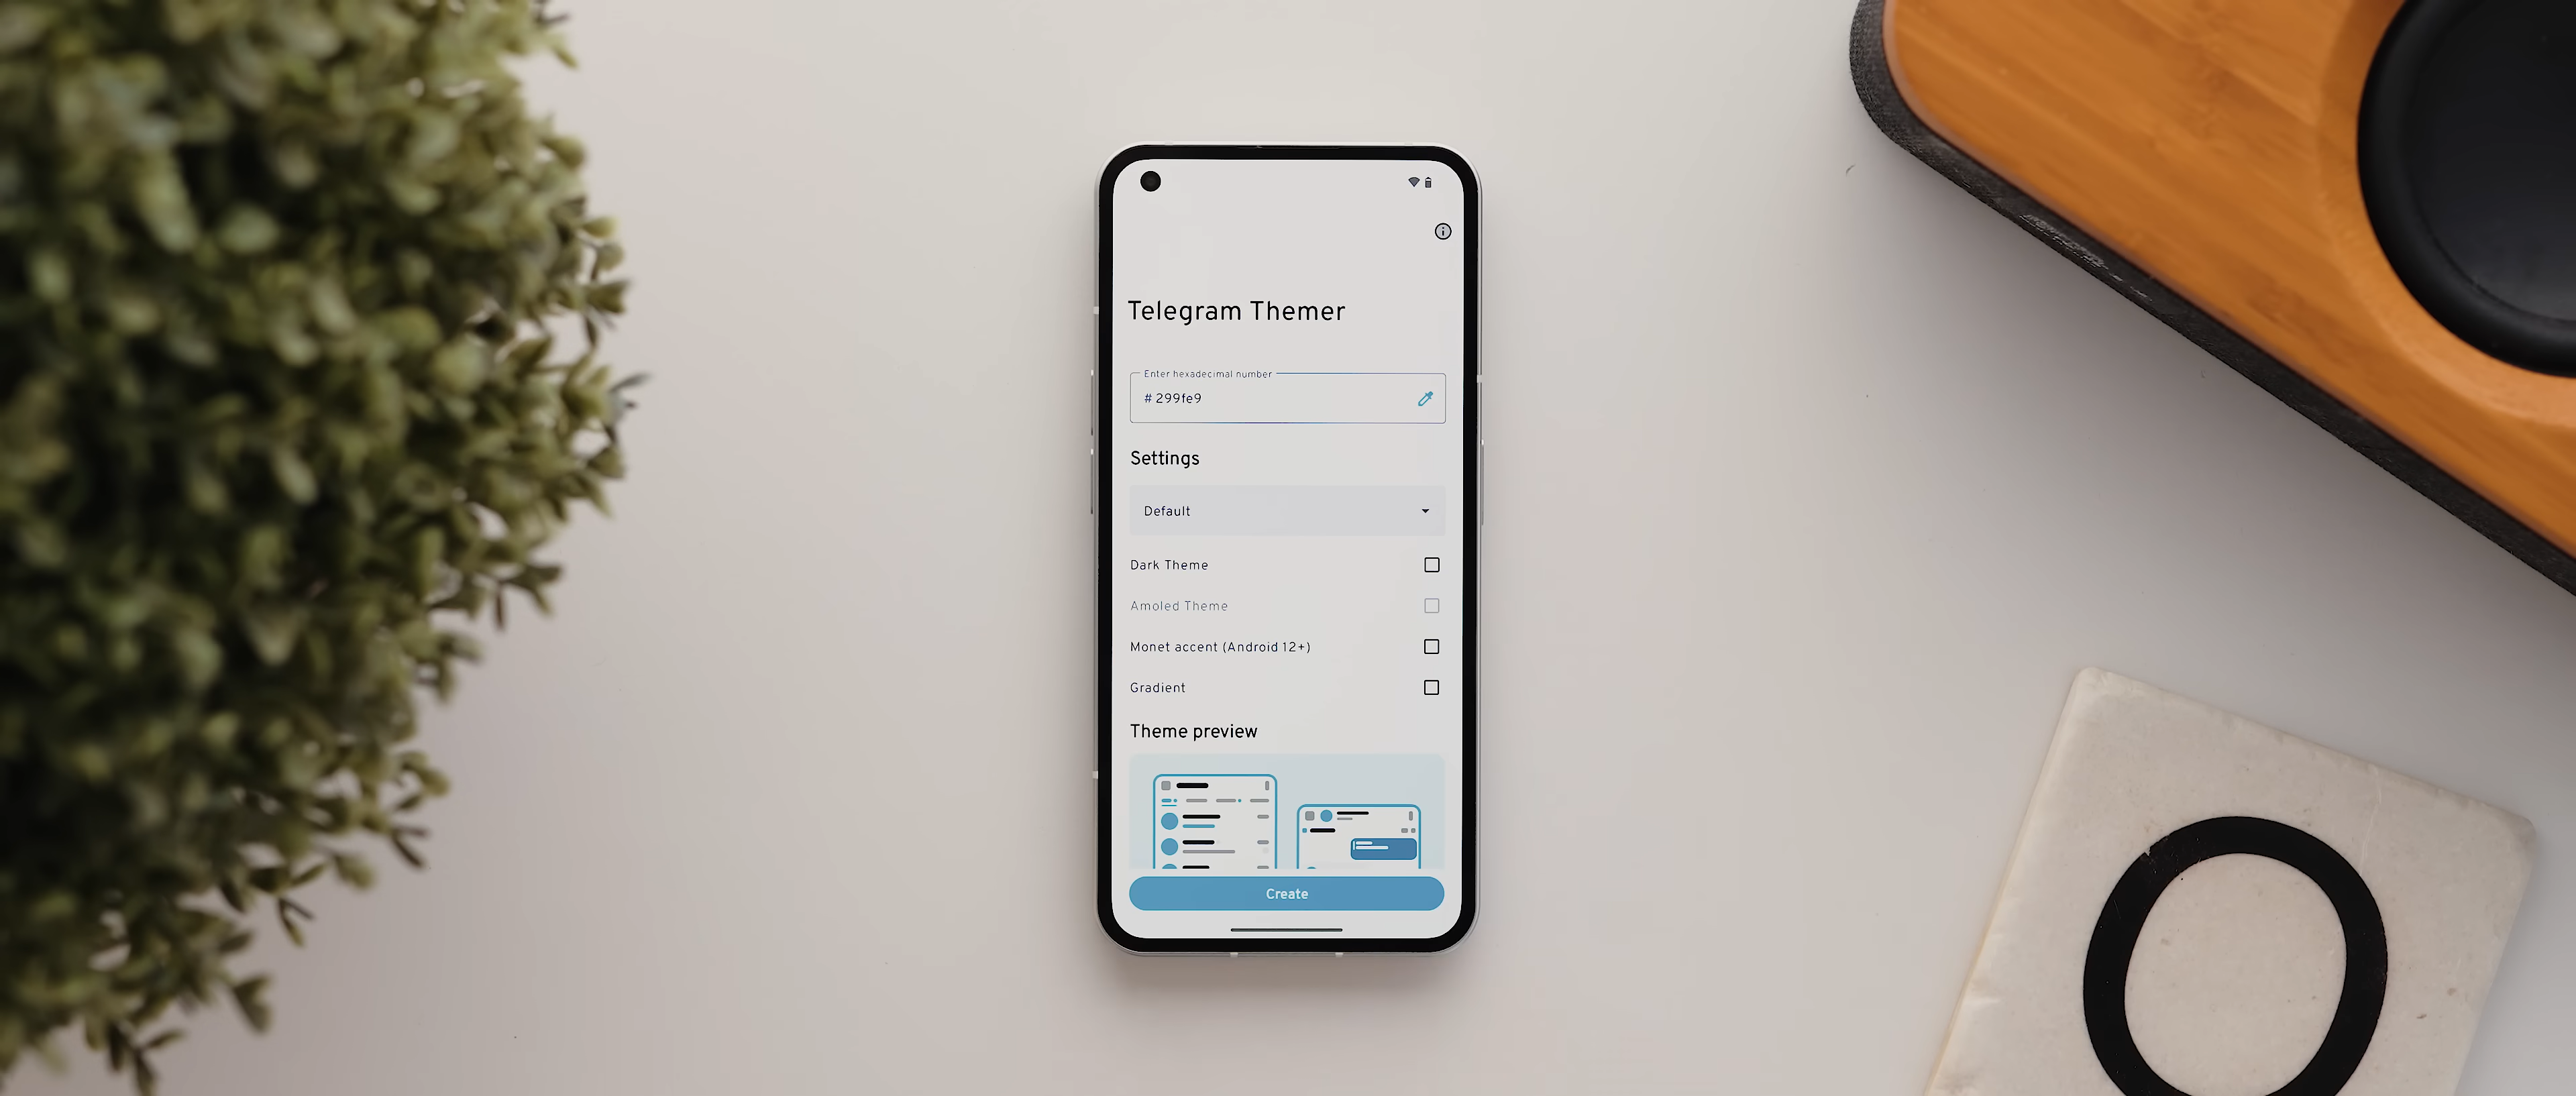 Telegram Themer
Enter hexadecimal number
# 299fe9
Settings
Default
Dark Theme
Amoled Theme
Monet accent (Android 12+)
Gradient
Theme preview
Create
O